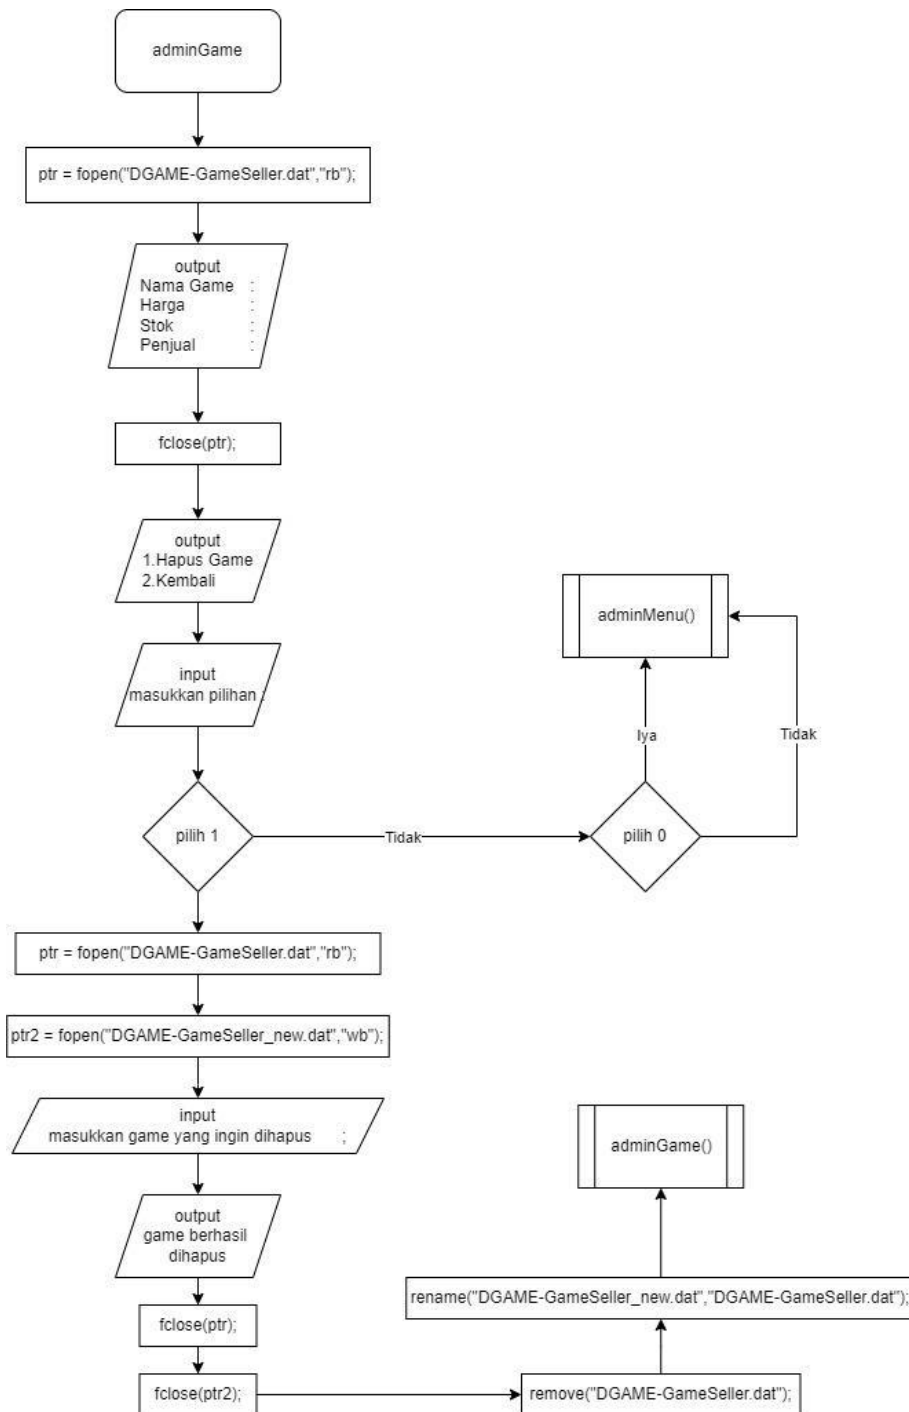 adminGame
ptr = fopen("DGAME-GameSeller.dat","rb");
output
Nama Game :
Harga :
Stok :
Penjual :
fclose(ptr);
output
1.Hapus Game
2.Kembali
adminMenu()
input
masukkan pilihan :
Iya
Tidak
pilih 1
Tidak
pilih 0
ptr = fopen("DGAME-GameSeller.dat","rb");
ptr2 = fopen("DGAME-GameSeller_new.dat","wb");
input
masukkan game yang ingin dihapus ;
adminGame()
output
game berhasil
dihapus
rename("DGAME-GameSeller_new.dat","DGAME-GameSeller.dat");
fclose(ptr);
fclose(ptr2);
remove("DGAME-GameSeller.dat");